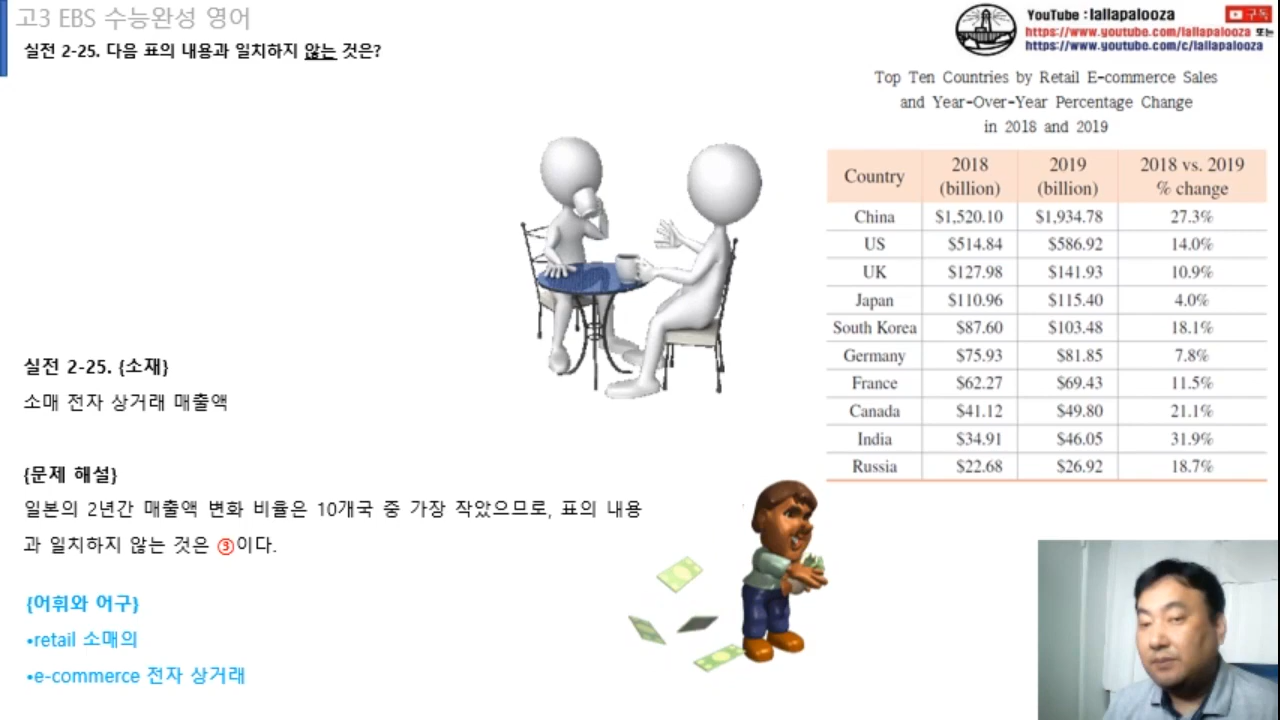 고3 EBS 수능완성 영어
실전 2-25. 다음 표의 내용과 일치하지 않는 것은?
YouTube : lallapalooza
구독
https://www.youtube.com/lallapalooza 또는
https://www.youtube.com/c/lallapalooza
Top Ten Countries by Retail E-commerce Sales
and Year-Over-Year Percentage Change
in 2018 and 2019
Country 2018 (billion) 2019 (billion) 2018 vs. 2019 % change
China $1,520.10 $1,934.78 27.3%
US $514.84 $586.92 14.0%
UK $127.98 $141.93 10.9%
Japan $110.96 $115.40 4.0%
South Korea $87.60 $103.48 18.1%
Germany $75.93 $81.85 7.8%
France $62.27 $69.43 11.5%
Canada $41.12 $49.80 21.1%
India $34.91 $46.05 31.9%
Russia $22.68 $26.92 18.7%
실전 2-25. {소재}
소매 전자 상거래 매출액
{문제 해설}
일본의 2년간 매출액 변화 비율은 10개국 중 가장 작았으므로, 표의 내용
과 일치하지 않는 것은 ③이다.
{어휘와 어구}
•retail 소매의
•e-commerce 전자 상거래